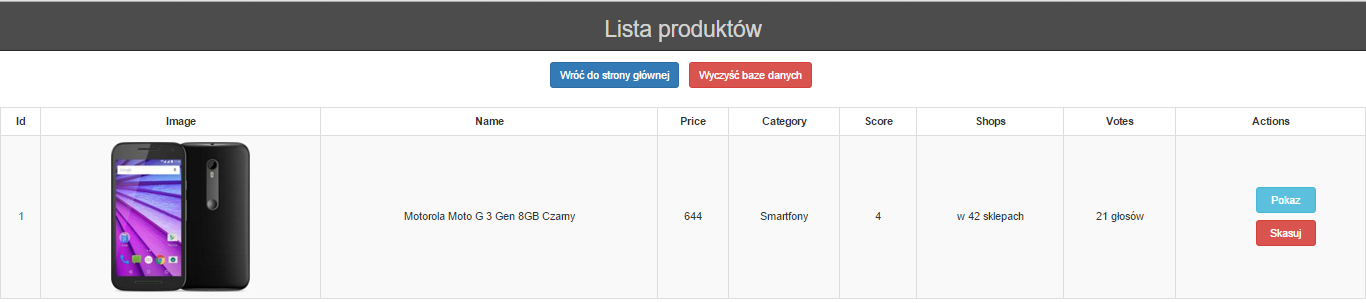 Lista produktów
Wróć do strony głównej Wyczyść baze danych
Id Image Name Price Category Score Shops Votes Actions
1 Motorola Moto G 3 Gen 8GB Czarny 644 Smartfony 4 w 42 sklepach 21 głosów
Pokaz
Skasuj